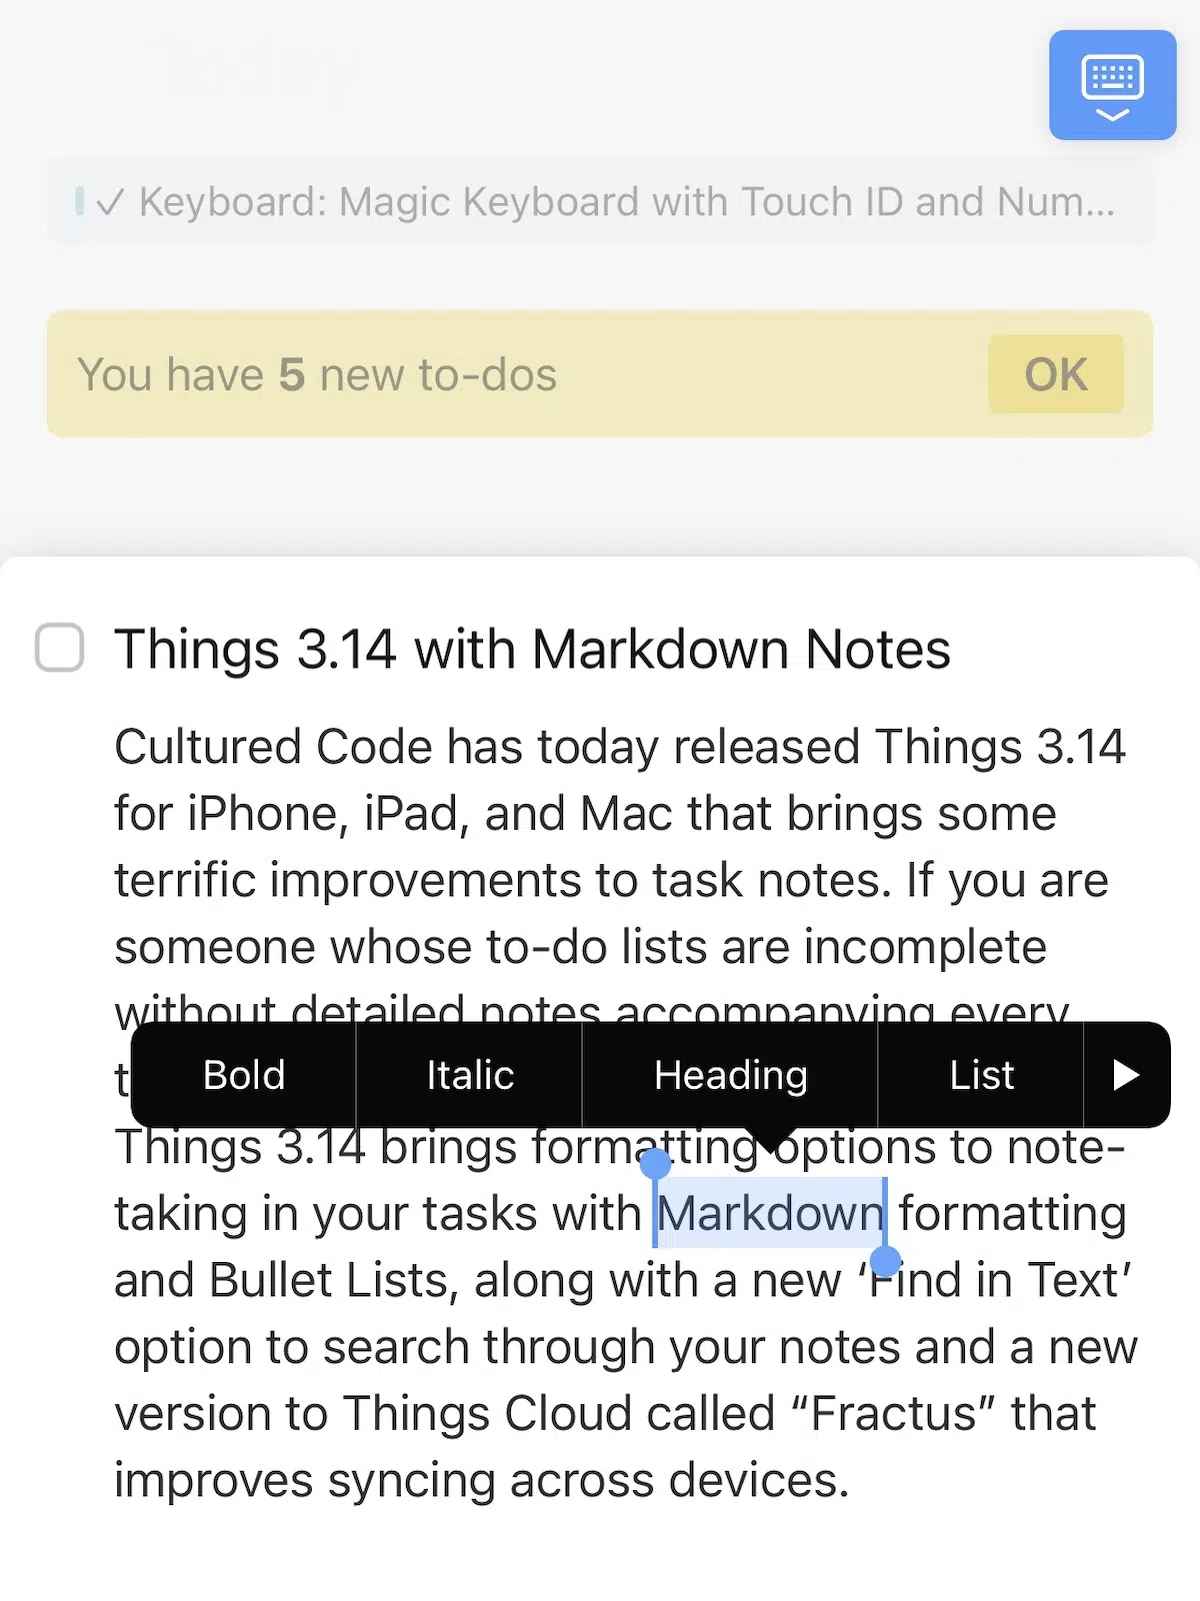 Today
✓ Keyboard: Magic Keyboard with Touch ID and Num...
You have 5 new to-dos
OK
Things 3.14 with Markdown Notes
Cultured Code has today released Things 3.14
for iPhone, iPad, and Mac that brings some
terrific improvements to task notes. If you are
someone whose to-do lists are incomplete
without detailed notes accompanying every
Bold Italic Heading List
Things 3.14 brings formatting options to note-
taking in your tasks with Markdown formatting
and Bullet Lists, along with a new ‘Find in Text’
option to search through your notes and a new
version to Things Cloud called “Fractus” that
improves syncing across devices.